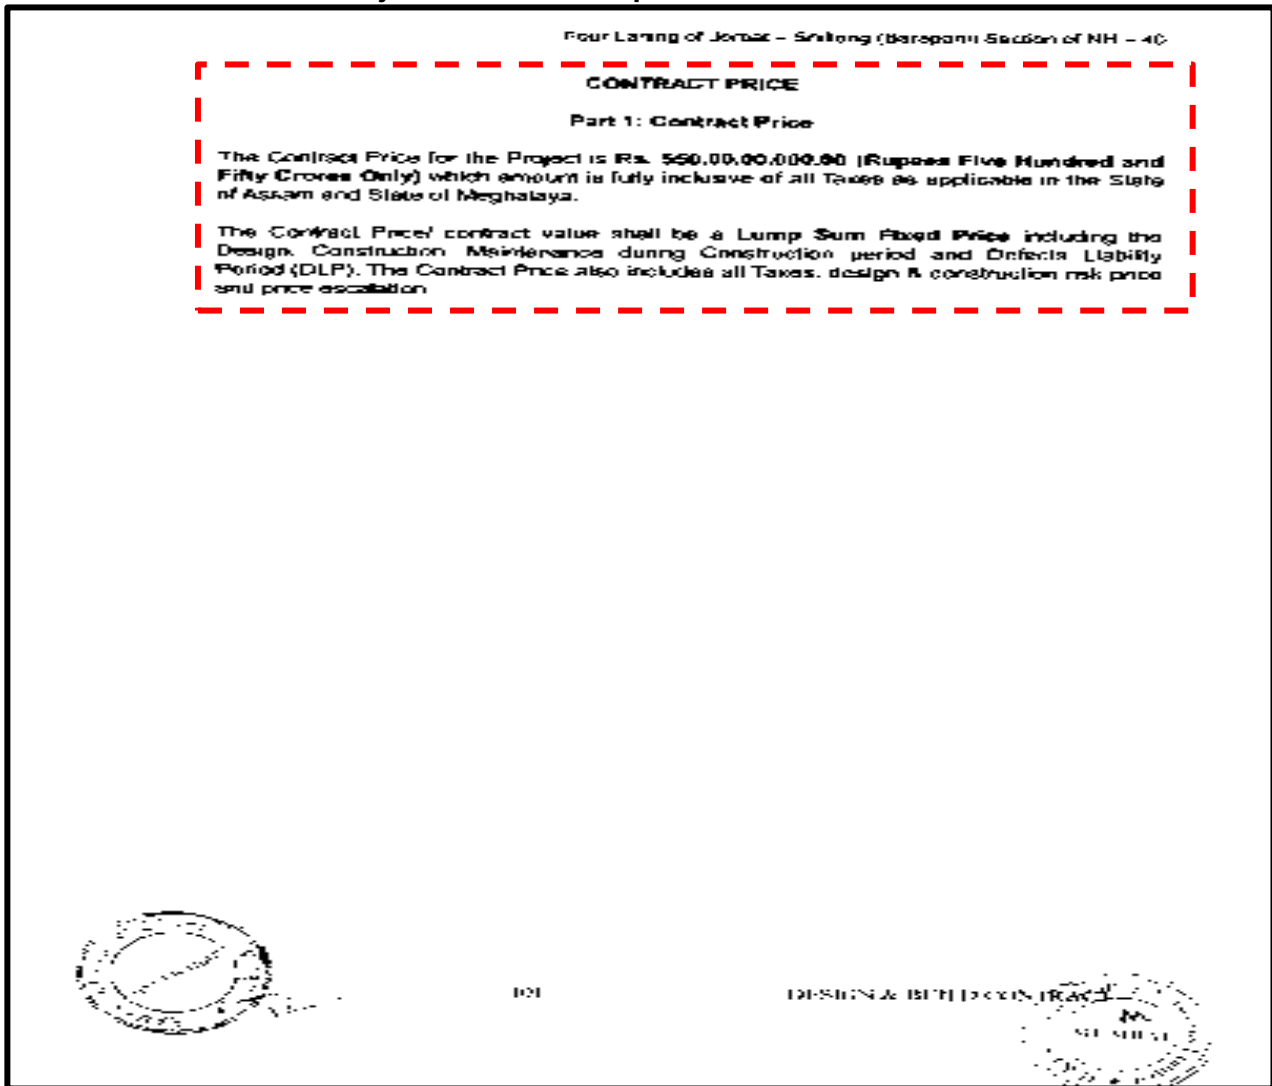 Four Laning of Jorbat – Shillong (Barapani) Section of NH – 40
CONTRACT PRICE
Part 1: Contract Price
The Contract Price for the Project is Rs. 550,00,00,000.00 (Rupees Five Hundred and
Fifty Crores Only) which amount is fully inclusive of all Taxes as applicable in the State
of Assam and State of Meghalaya.
The Contract Price/ contract value shall be a Lump Sum Fixed Price including the
Design, Construction, Maintenance during Construction period and Defects Liability
Period (DLP). The Contract Price also includes all Taxes, design & construction risk price
and price escalation
101
DESIGN & BUILD CONTRACT
MUMBAI